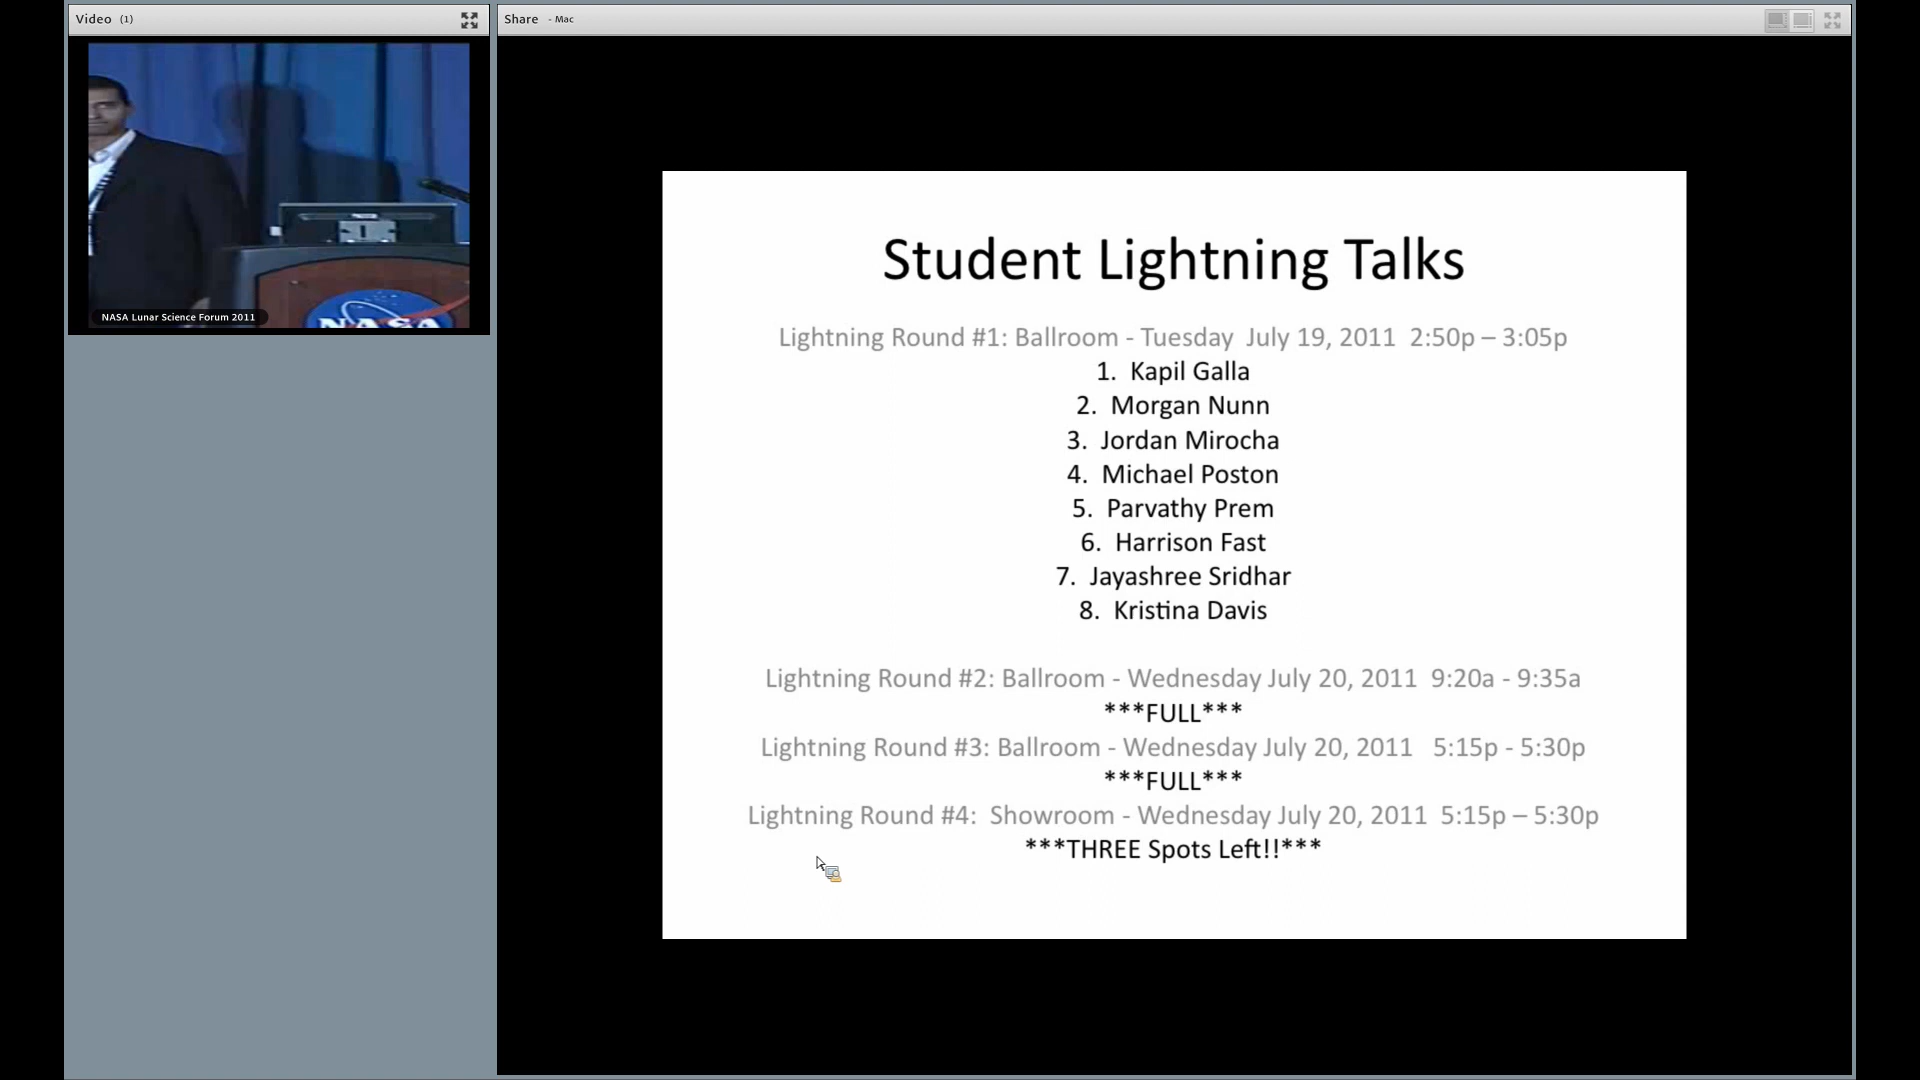 Video (1)
Share - Mac
NASA
NASA Lunar Science Forum 2011
Student Lightning Talks
Lightning Round #1: Ballroom - Tuesday July 19, 2011 2:50p – 3:05p
1. Kapil Galla
2. Morgan Nunn
3. Jordan Mirocha
4. Michael Poston
5. Parvathy Prem
6. Harrison Fast
7. Jayashree Sridhar
8. Kristina Davis
Lightning Round #2: Ballroom - Wednesday July 20, 2011 9:20a - 9:35a
***FULL***
Lightning Round #3: Ballroom - Wednesday July 20, 2011 5:15p - 5:30p
***FULL***
Lightning Round #4: Showroom - Wednesday July 20, 2011 5:15p – 5:30p
***THREE Spots Left!!***